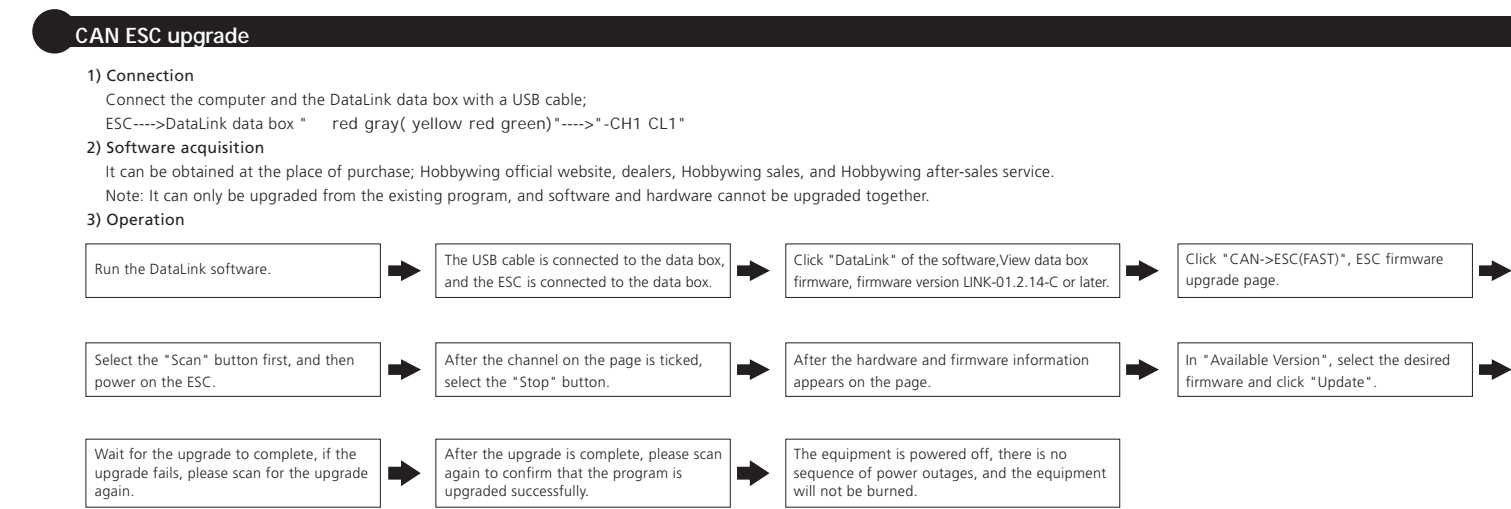 CAN ESC upgrade
1) Connection
Connect the computer and the DataLink data box with a USB cable;
ESC---->DataLink data box " red gray( yellow red green)"---->"-CH1 CL1"
2) Software acquisition
It can be obtained at the place of purchase; Hobbywing official website, dealers, Hobbywing sales, and Hobbywing after-sales service.
Note: It can only be upgraded from the existing program, and software and hardware cannot be upgraded together.
3) Operation
Run the DataLink software.
The USB cable is connected to the data box,
and the ESC is connected to the data box.
Click "DataLink" of the software,View data box
firmware, firmware version LINK-01.2.14-C or later.
Click "CAN->ESC(FAST)", ESC firmware
upgrade page.
Select the "Scan" button first, and then
power on the ESC.
After the channel on the page is ticked,
select the "Stop" button.
After the hardware and firmware information
appears on the page.
In "Available Version", select the desired
firmware and click "Update".
Wait for the upgrade to complete, if the
upgrade fails, please scan for the upgrade
again.
After the upgrade is complete, please scan
again to confirm that the program is
upgraded successfully.
The equipment is powered off, there is no
sequence of power outages, and the equipment
will not be burned.